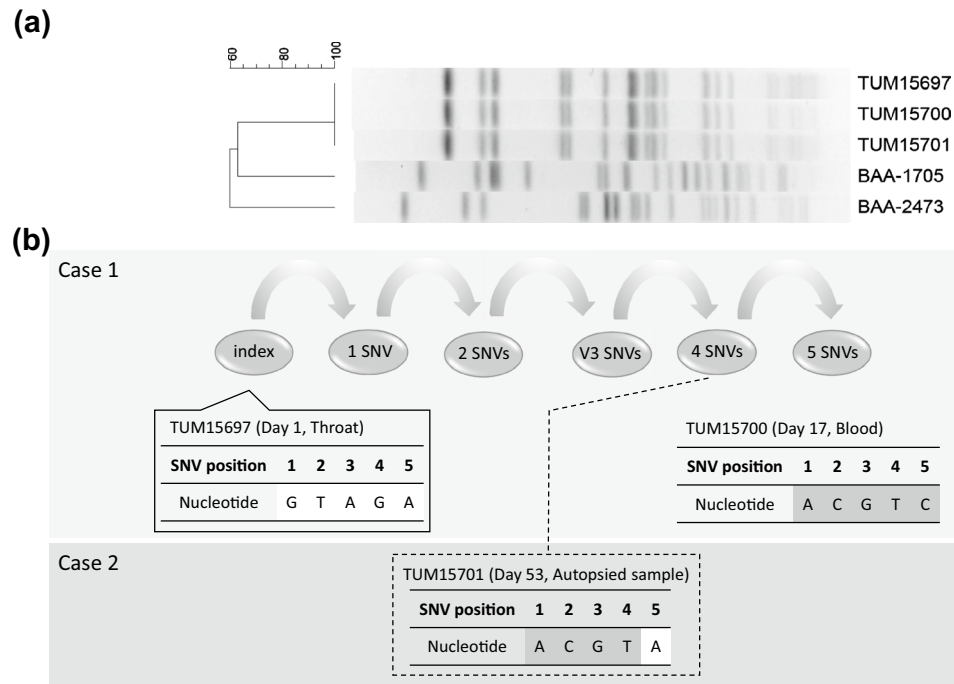 (a)
60
80
100
TUM15697
TUM15700
TUM15701
BAA-1705
BAA-2473
(b)
Case 1
index
1 SNV
2 SNVs
V3 SNVs
4 SNVs
5 SNVs
TUM15697 (Day 1, Throat)
SNV position 1 2 3 4 5
Nucleotide G T A G A
TUM15700 (Day 17, Blood)
SNV position 1 2 3 4 5
Nucleotide A C G T C
Case 2
TUM15701 (Day 53, Autopsied sample)
SNV position 1 2 3 4 5
Nucleotide A C G T A